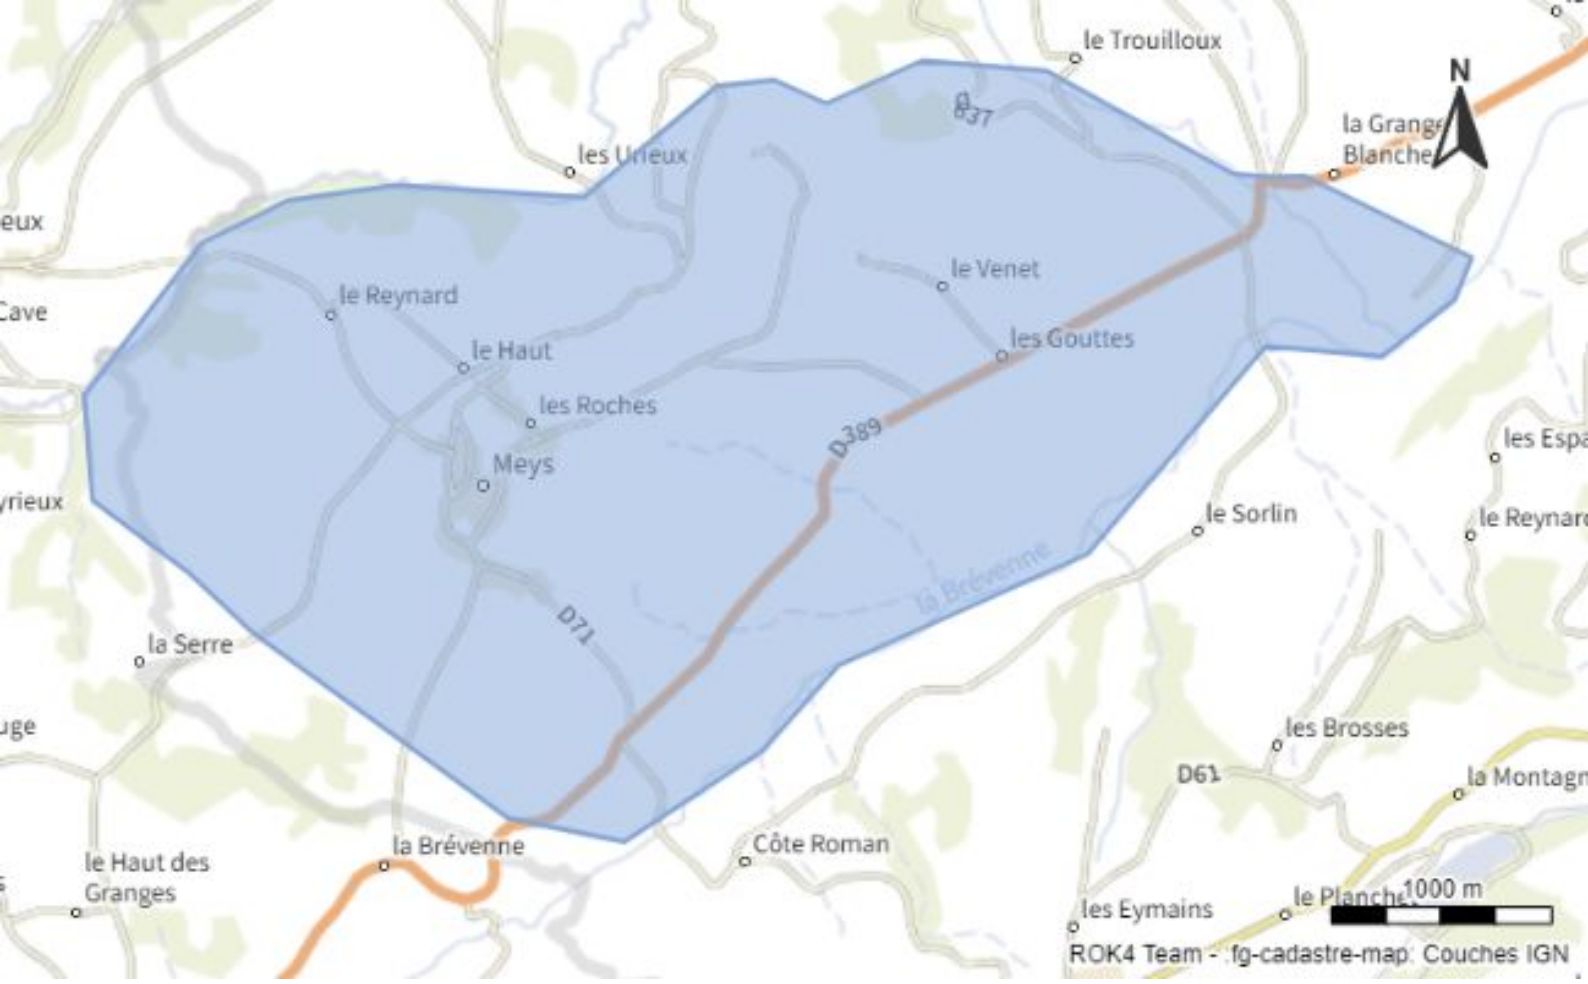 le Trouilloux
N
la Grange
Blanche
637
les Urieux
eux
le Venet
le Reynard
Cave
les Gouttes
le Haut
les Roches
D389
les Espa
Meys
yrieux
le Sorlin
le Reynard
la Brévenne
D71
la Serre
uge
les Brosses
D61
la Montagn
la Brévenne
Côte Roman
le Haut des
Granges
1000 m
le Planche
les Eymains
ROK4 Team - .fg-cadastre-map: Couches IGN